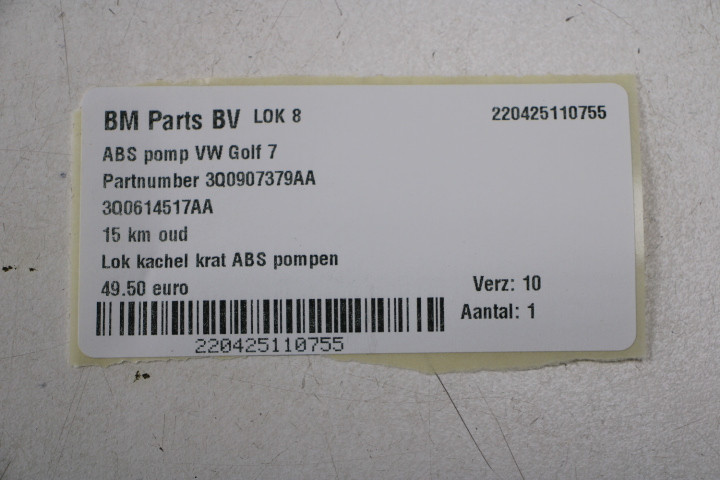 BM Parts BV LOK 8 220425110755
ABS pomp VW Golf 7
Partnumber 3Q0907379AA
3Q0614517AA
15 km oud
Lok kachel krat ABS pompen
49.50 euro Verz: 10
Aantal: 1
220425110755